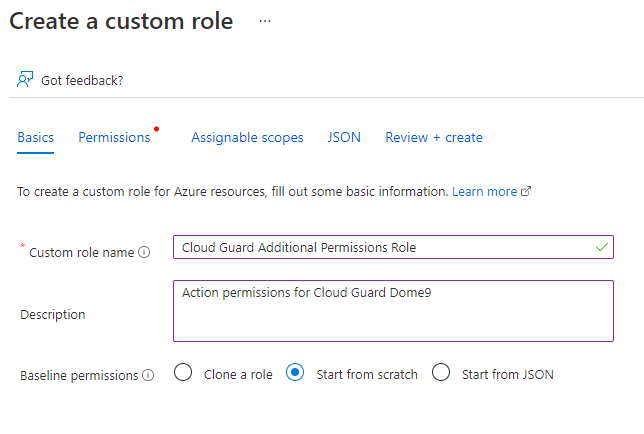 Create a custom role ...
Got feedback?
Basics Permissions Assignable scopes JSON Review + create
To create a custom role for Azure resources, fill out some basic information. Learn more
* Custom role name Cloud Guard Additional Permissions Role
Description Action permissions for Cloud Guard Dome9
Baseline permissions Clone a role Start from scratch Start from JSON